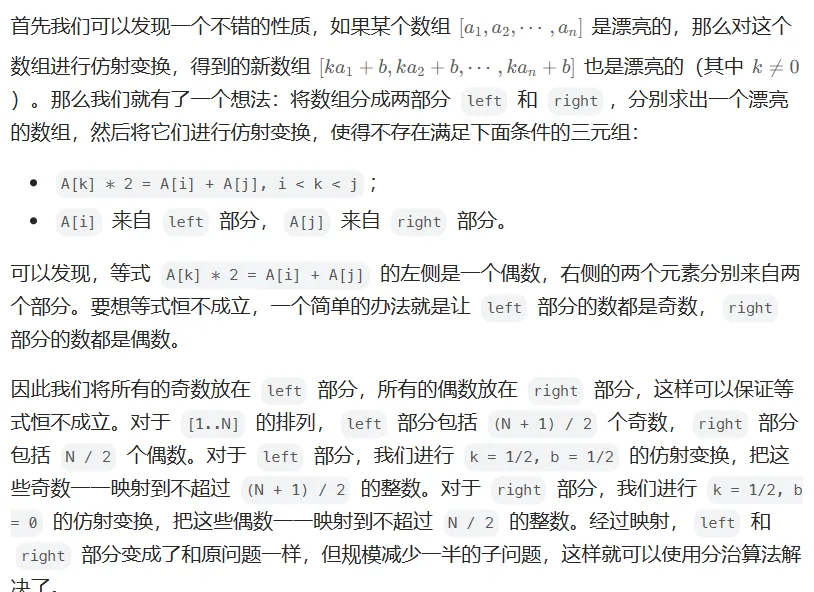 首先我们可以发现一个不错的性质，如果某个数组 [a₁, a₂, ⋯ , aₙ] 是漂亮的，那么对这个
数组进行仿射变换，得到的新数组 [ka₁ + b, ka₂ + b, ⋯ , kaₙ + b] 也是漂亮的（其中 k ≠ 0
）。那么我们就有了一个想法：将数组分成两部分 left 和 right ，分别求出一个漂亮
的数组，然后将它们进行仿射变换，使得不存在满足下面条件的三元组：
• A[k] * 2 = A[i] + A[j], i < k < j ；
• A[i] 来自 left 部分， A[j] 来自 right 部分。
可以发现，等式 A[k] * 2 = A[i] + A[j] 的左侧是一个偶数，右侧的两个元素分别来自两
个部分。要想等式恒不成立，一个简单的办法就是让 left 部分的数都是奇数， right
部分的数都是偶数。
因此我们将所有的奇数放在 left 部分，所有的偶数放在 right 部分，这样可以保证等
式恒不成立。对于 [1..N] 的排列， left 部分包括 (N + 1) / 2 个奇数， right 部分
包括 N / 2 个偶数。对于 left 部分，我们进行 k = 1/2, b = 1/2 的仿射变换，把这
些奇数一一映射到不超过 (N + 1) / 2 的整数。对于 right 部分，我们进行 k = 1/2, b
= 0 的仿射变换，把这些偶数一一映射到不超过 N / 2 的整数。经过映射， left 和
right 部分变成了和原问题一样，但规模减少一半的子问题，这样就可以使用分治算法解
决了。